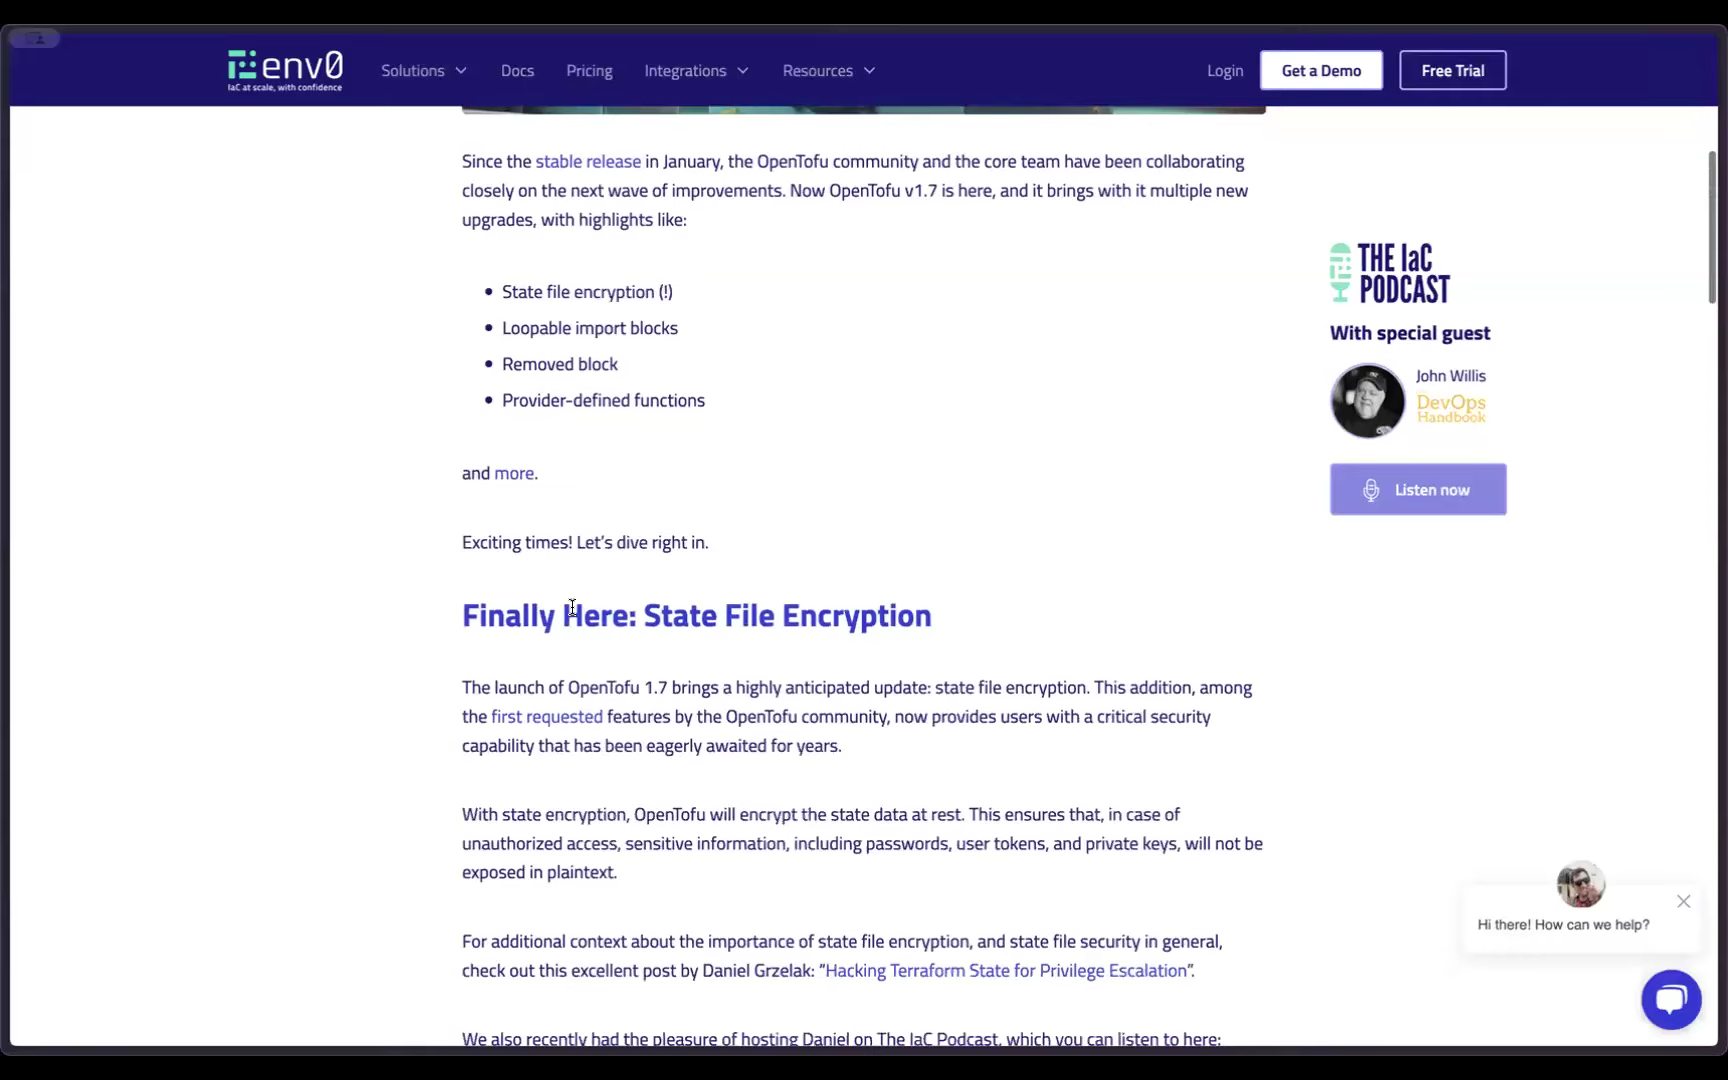 env0
IaC at scale, with confidence
Solutions
Docs
Pricing
Integrations
Resources
Login
Get a Demo
Free Trial
Since the stable release in January, the OpenTofu community and the core team have been collaborating
closely on the next wave of improvements. Now OpenTofu v1.7 is here, and it brings with it multiple new
upgrades, with highlights like:
• State file encryption (!)
• Loopable import blocks
• Removed block
• Provider-defined functions
and more.
Exciting times! Let's dive right in.
Finally Here: State File Encryption
The launch of OpenTofu 1.7 brings a highly anticipated update: state file encryption. This addition, among
the first requested features by the OpenTofu community, now provides users with a critical security
capability that has been eagerly awaited for years.
With state encryption, OpenTofu will encrypt the state data at rest. This ensures that, in case of
unauthorized access, sensitive information, including passwords, user tokens, and private keys, will not be
exposed in plaintext.
For additional context about the importance of state file encryption, and state file security in general,
check out this excellent post by Daniel Grzelak: "Hacking Terraform State for Privilege Escalation".
We also recently had the pleasure of hosting Daniel on The IaC Podcast, which you can listen to here:
THE IaC
PODCAST
With special guest
John Willis
DevOps
Handbook
Listen now
Hi there! How can we help?